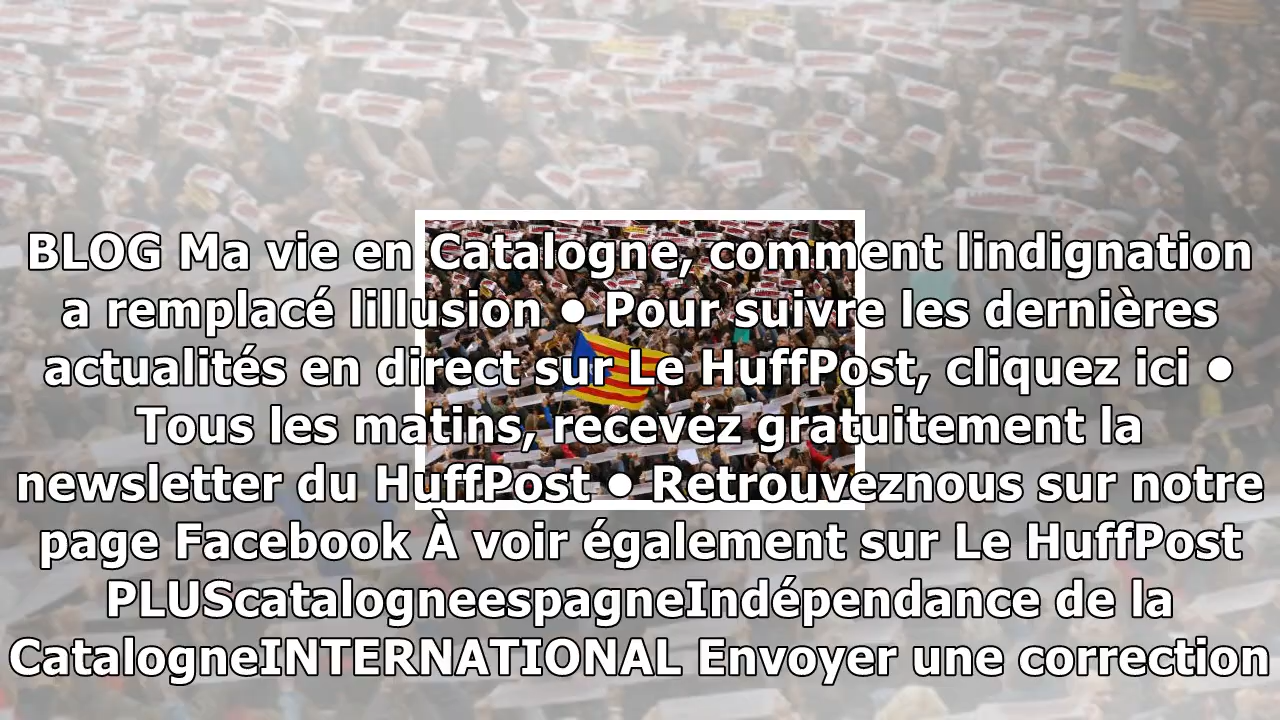 BLOG Ma vie en Catalogne, comment lindignation
a remplacé lillusion • Pour suivre les dernières
actualités en direct sur Le HuffPost, cliquez ici •
Tous les matins, recevez gratuitement la
newsletter du HuffPost • Retrouveznous sur notre
page Facebook À voir également sur Le HuffPost
PLUScatalogneespagneIndépendance de la
CatalogneINTERNATIONAL Envoyer une correction